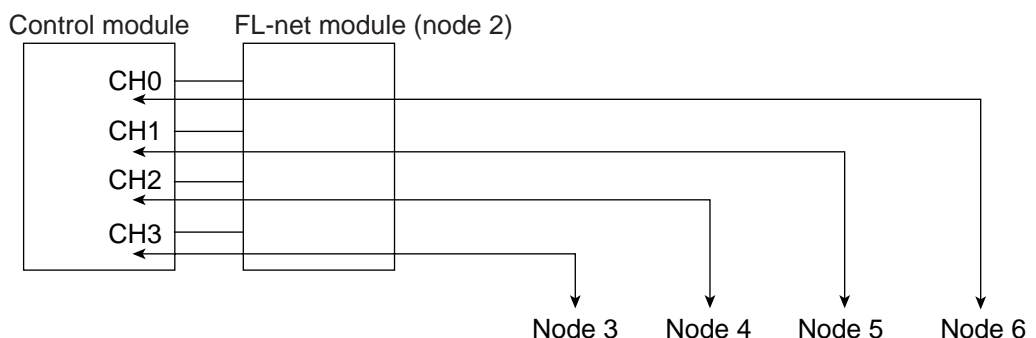 Control module FL-net module (node 2)
CH0
CH1
CH2
CH3
Node 3 Node 4 Node 5 Node 6